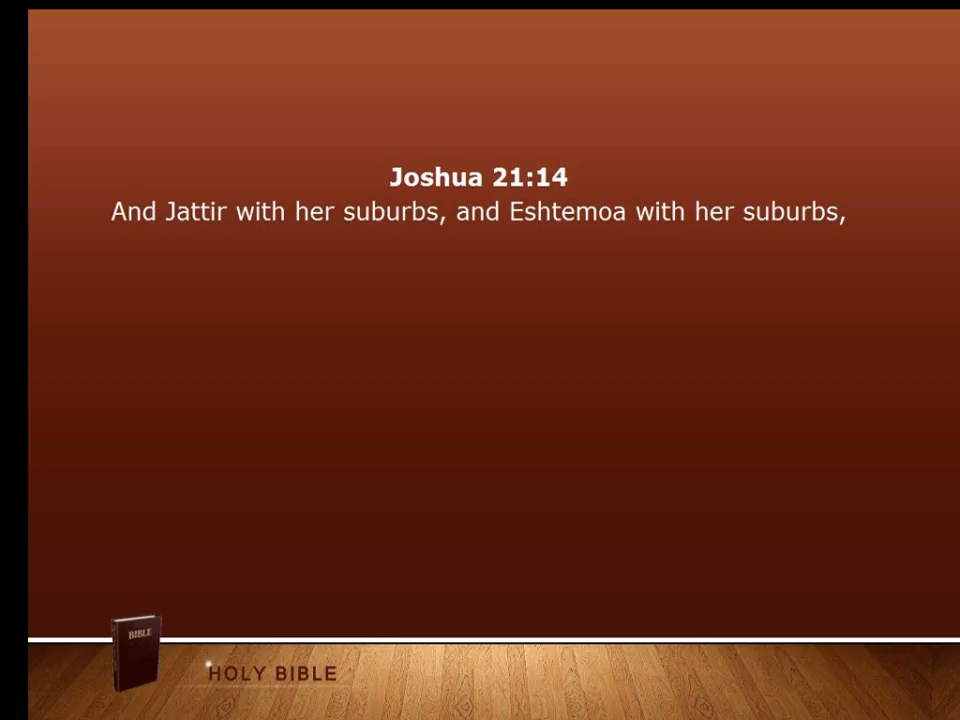 Joshua 21:14
And Jattir with her suburbs, and Eshtemoa with her suburbs,
BIBLE
HOLY BIBLE